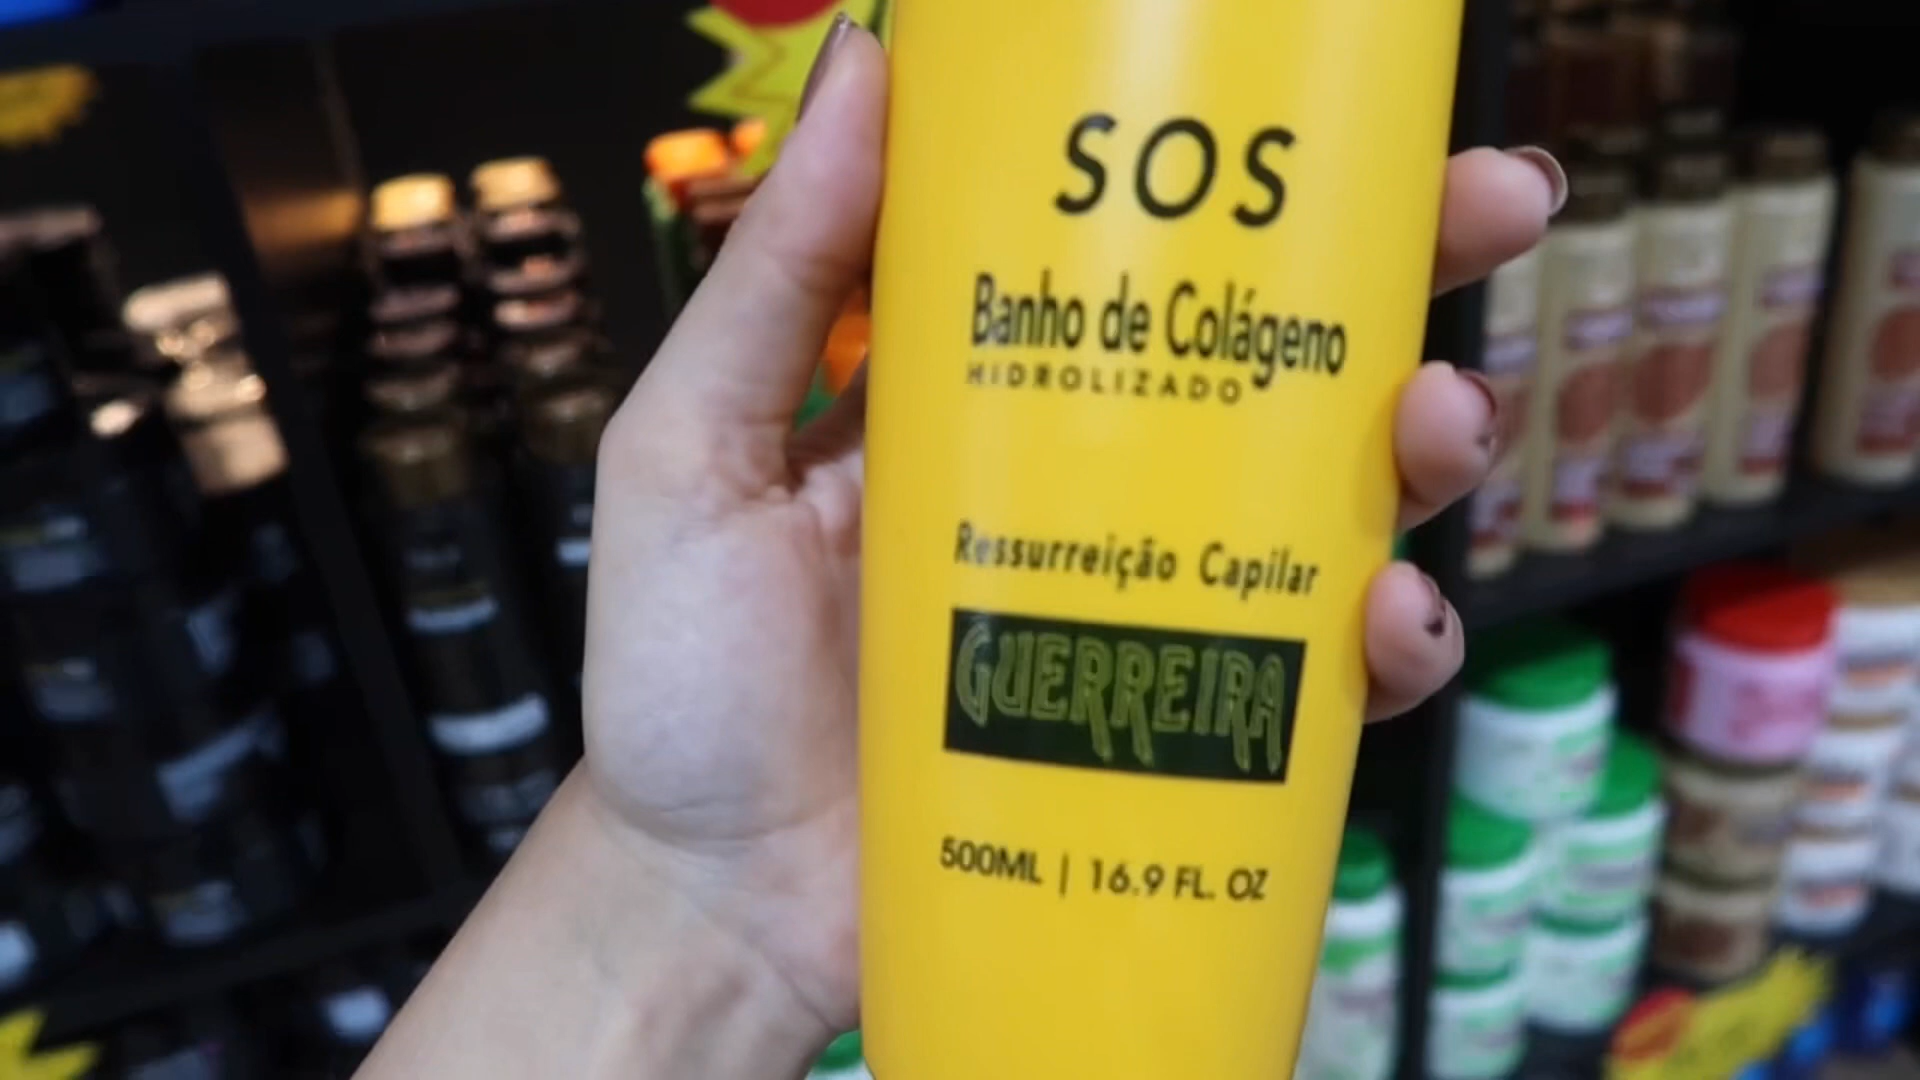 SOS
Banho de Colágeno
HIDROLIZADO
Ressurreição Capilar
GUERREIRA
500ML | 16.9 FL. OZ